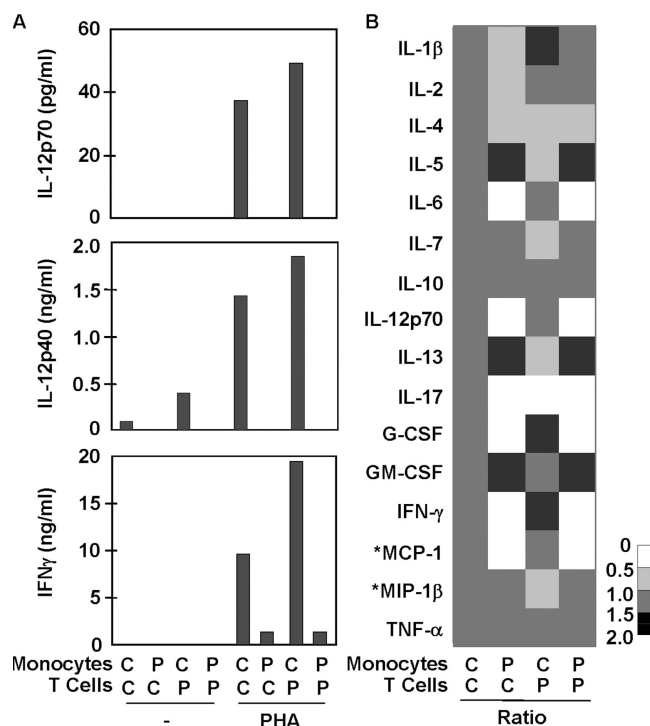 A
60
40
20
0
IL-12p70 (pg/ml)
2.0
1.5
1.0
0.5
0
IL-12p40 (ng/ml)
20
15
10
5
0
IFNγ (ng/ml)
Monocytes C P C P C P C P
T Cells C C P P C C P P
- PHA
B
IL-1β
IL-2
IL-4
IL-5
IL-6
IL-7
IL-10
IL-12p70
IL-13
IL-17
G-CSF
GM-CSF
IFN-γ
*MCP-1
*MIP-1β
TNF-α
0
0.5
1.0
1.5
2.0
Monocytes C P C P
T Cells C C P P
Ratio